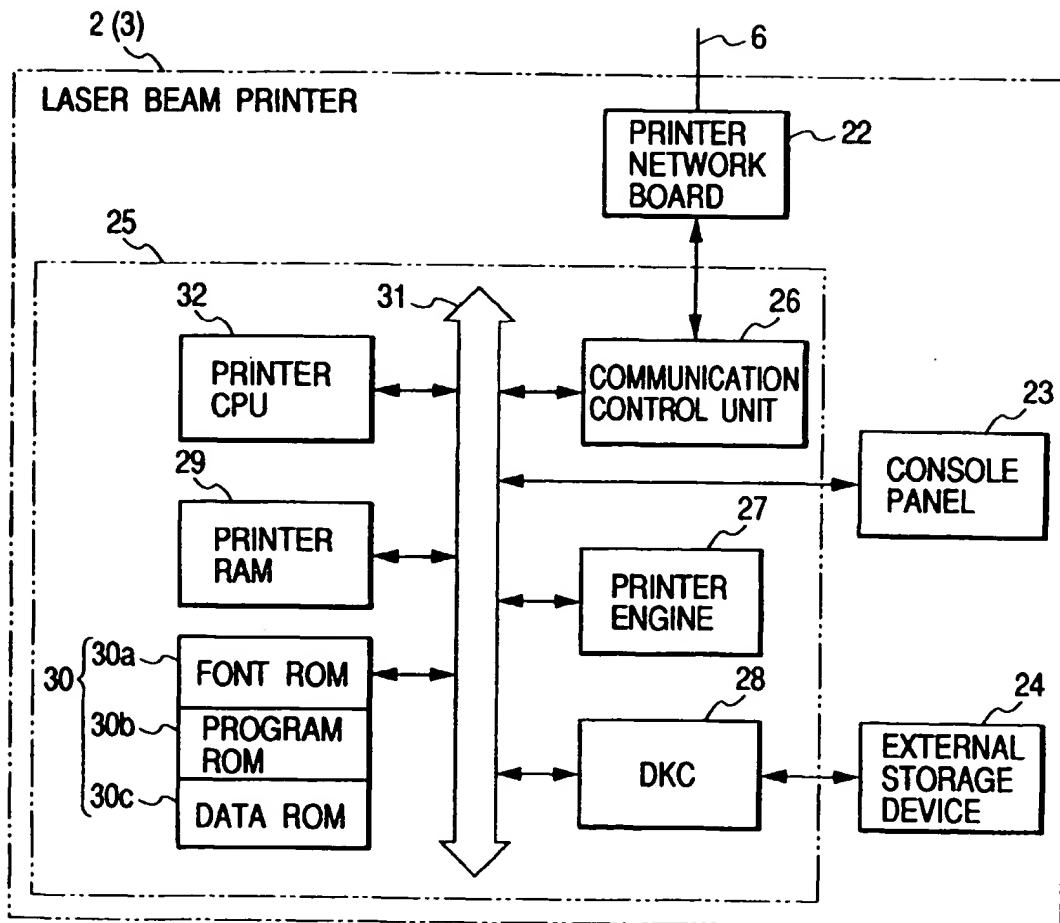 2 (3)
6
LASER BEAM PRINTER
PRINTER
NETWORK
BOARD
22
25
32
31
26
PRINTER
CPU
COMMUNICATION
CONTROL UNIT
23
CONSOLE
PANEL
29
PRINTER
RAM
27
PRINTER
ENGINE
30
30a
FONT ROM
30b
PROGRAM
ROM
30c
DATA ROM
28
DKC
24
EXTERNAL
STORAGE
DEVICE